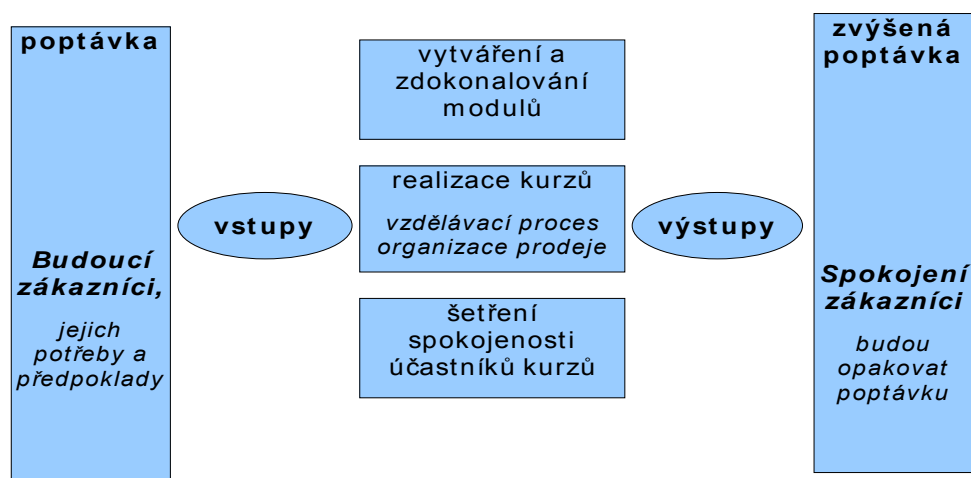 poptávka
Budoucí
zákazníci,
jejich
potřeby a
předpoklady
vstupy
vytváření a
zdokonalování
modulů
realizace kurzů
vzdělávací proces
organizace prodeje
šetření
spokojenosti
účastníků kurzů
výstupy
zvýšená
poptávka
Spokojení
zákazníci
budou
opakovat
poptávku